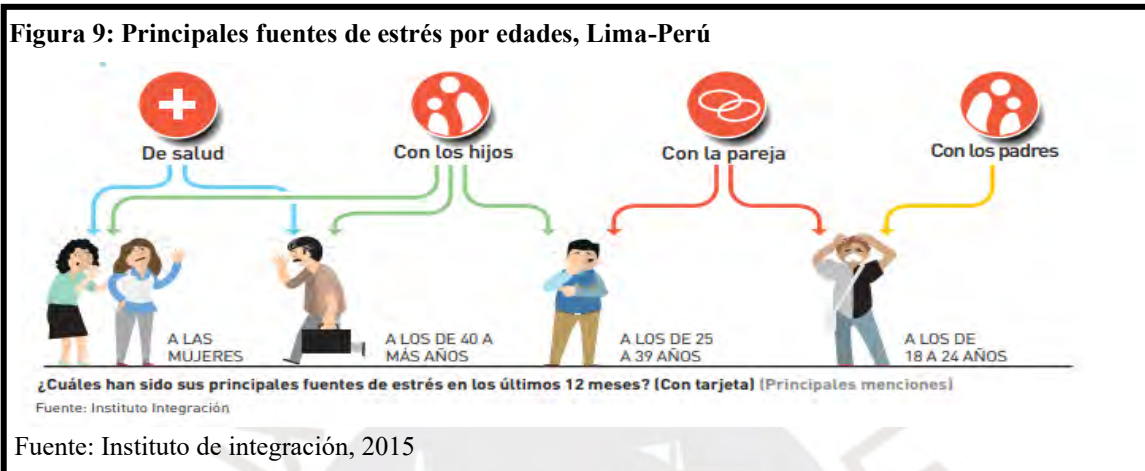 Figura 9: Principales fuentes de estrés por edades, Lima-Perú
De salud
Con los hijos
Con la pareja
Con los padres
A LAS
MUJERES
A LOS DE 40 A
MÁS AÑOS
A LOS DE 25
A 39 AÑOS
A LOS DE
18 A 24 AÑOS
¿Cuáles han sido sus principales fuentes de estrés en los últimos 12 meses? (Con tarjeta) (Principales menciones)
Fuente: Instituto Integración
Fuente: Instituto de integración, 2015